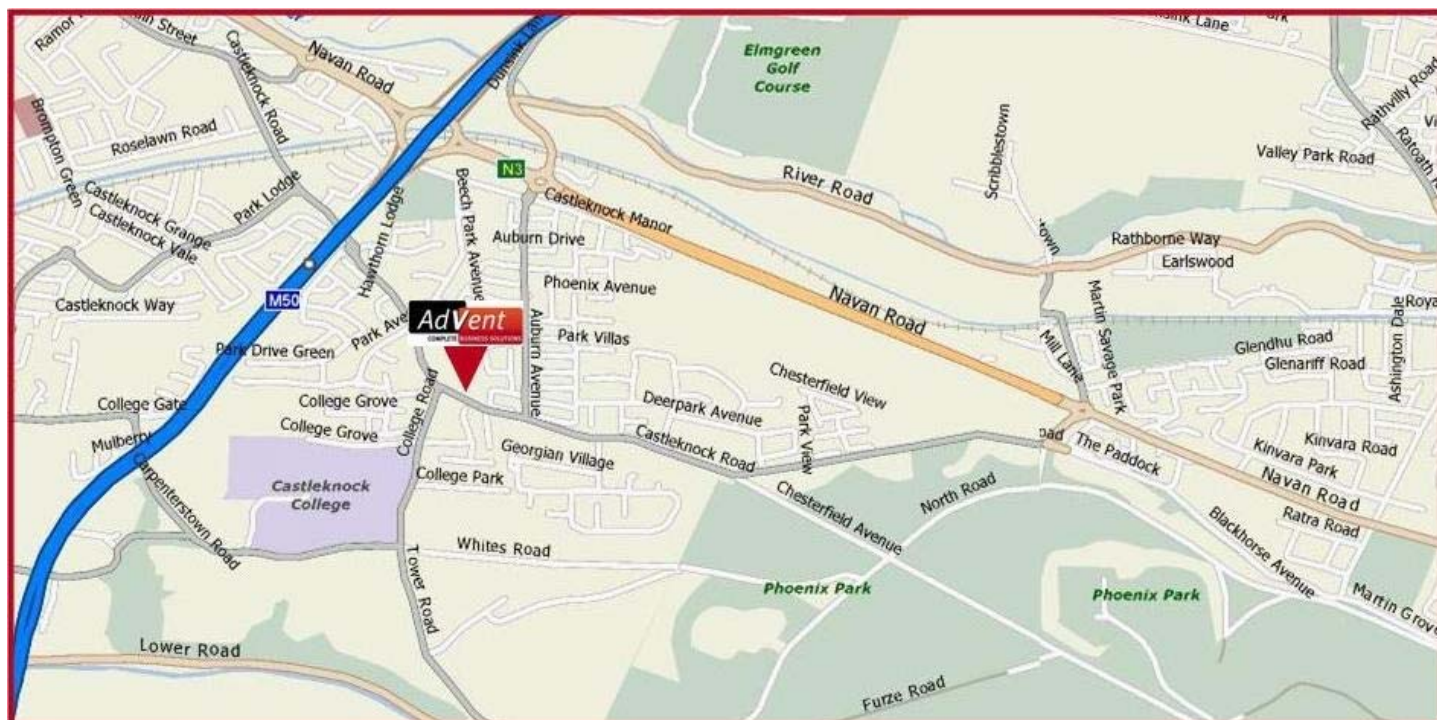 Navan Road
Castleknock Road
Dunsink Lane
Elmgreen
Golf
Course
Rathvilly Road
Valley Park Road
Brompton Green
Roselawn Road
N3
River Road
Scribblestown
Castleknock Grange
Castleknock Vale
Park Lodge
Hawthorn Lodge
Beech Park Avenue
Castleknock Manor
Auburn Drive
Rathborne Way
Earlswood
Castleknock Way
M50
Phoenix Avenue
Navan Road
AdVent
COMPLETE BUSINESS SOLUTIONS
Auburn Avenue
Park Villas
Mill Lane
Martin Savage Park
Glendhu Road
Glenariff Road
Ashington Dale
Park Drive Green
College Gate
College Grove
College Road
College Grove
Deerpark Avenue
Chesterfield View
Park View
Castleknock Road
Georgian Village
College Park
The Paddock
Kinvara Road
Kinvara Park
Navan Road
Ratra Road
Castleknock
College
Carpenterstown Road
Whites Road
Tower Road
Chesterfield Avenue
North Road
Blackhorse Avenue
Phoenix Park
Phoenix Park
Lower Road
Furze Road